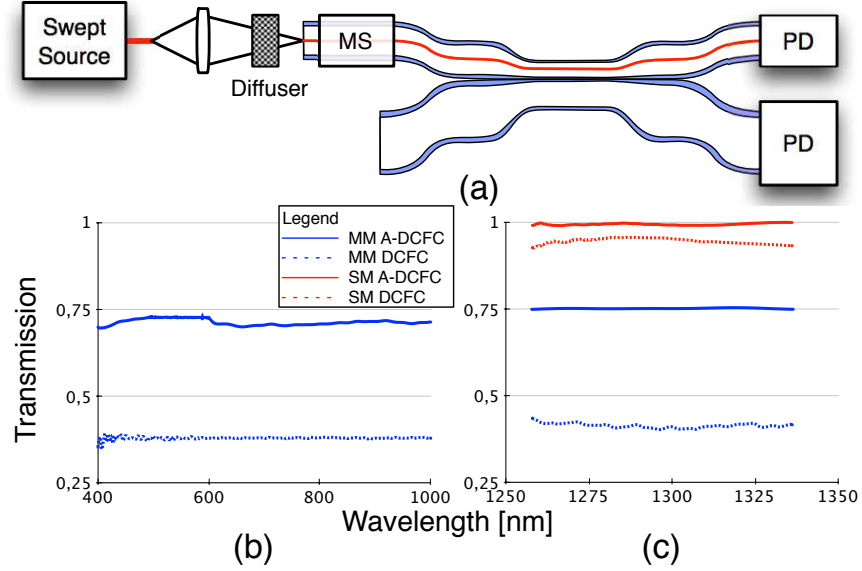 Swept
Source
Diffuser
MS
PD
PD
(a)
Legend
MM A-DCFC
MM DCFC
SM A-DCFC
SM DCFC
Transmission
1
0,75
0,5
0,25
400
600
800
1000
1
0,75
0,5
0,25
1250
1275
1300
1325
1350
Wavelength [nm]
(b)
(c)